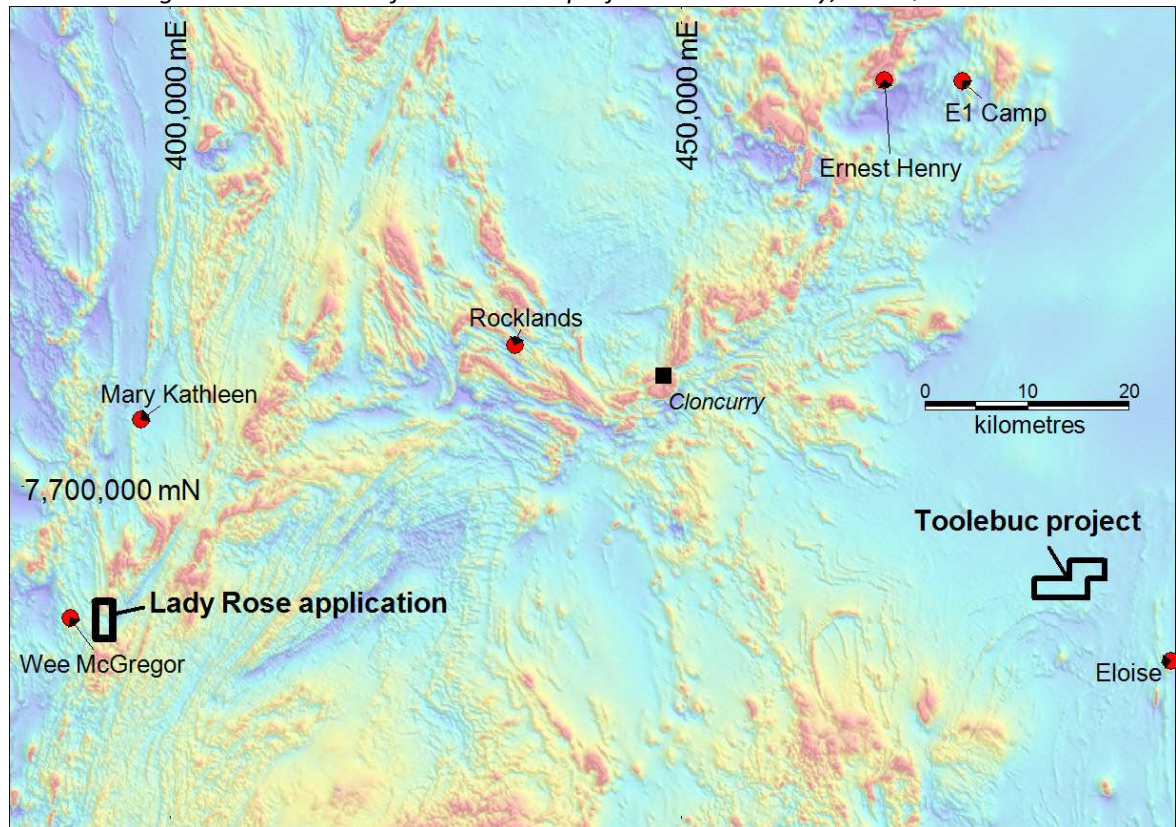 400,000 mE
450,000 mE
E1 Camp
Ernest Henry
Rocklands
Cloncurry
Mary Kathleen
0 10 20
kilometres
7,700,000 mN
Toolebuc project
Lady Rose application
Wee McGregor
Eloise